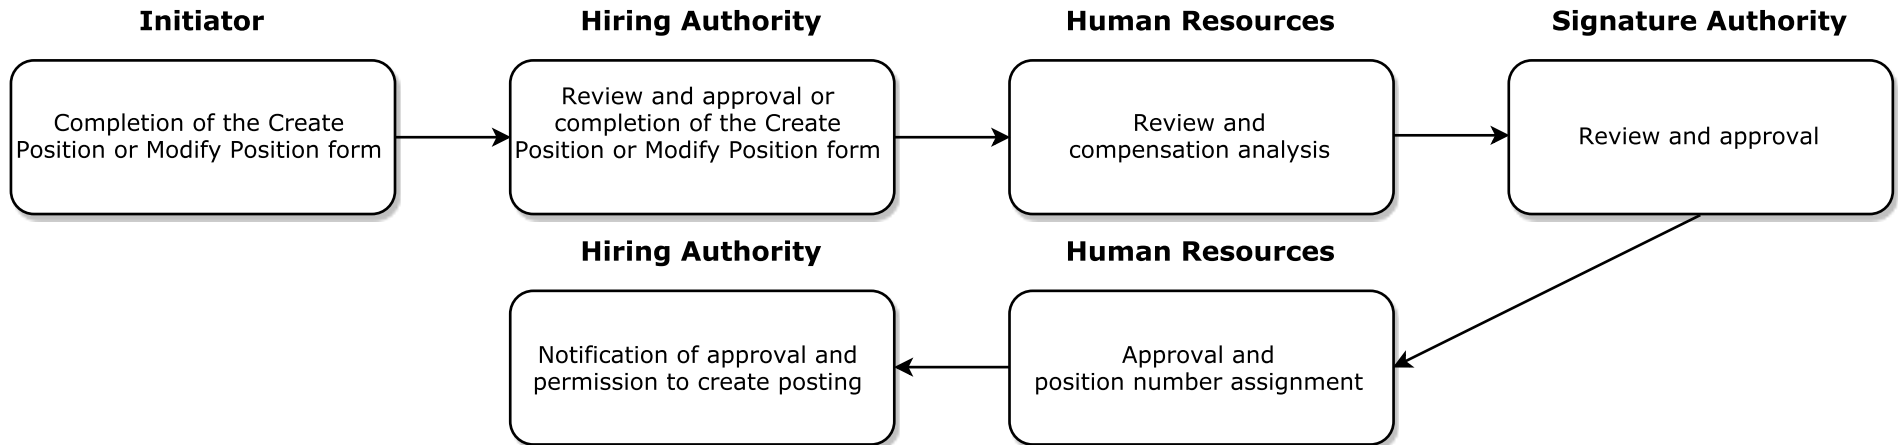 Initiator
Completion of the Create
Position or Modify Position form
Hiring Authority
Review and approval or
completion of the Create
Position or Modify Position form
Human Resources
Review and
compensation analysis
Signature Authority
Review and approval
Human Resources
Approval and
position number assignment
Hiring Authority
Notification of approval and
permission to create posting